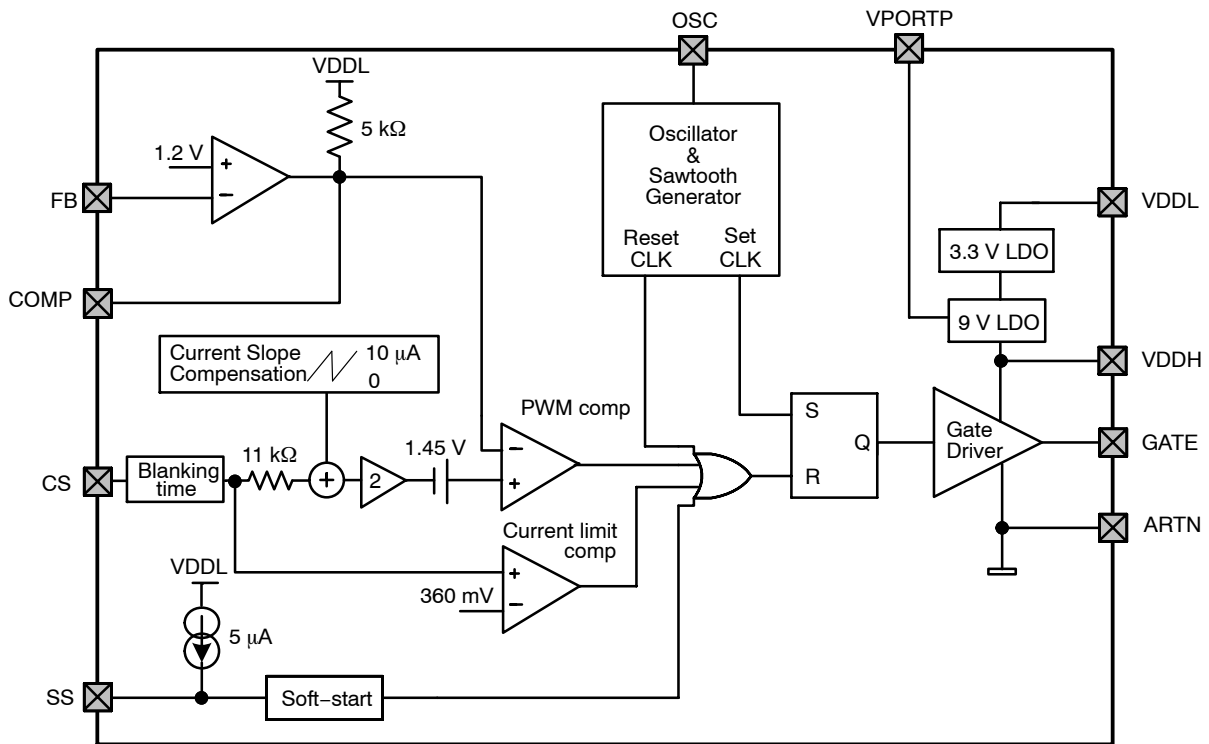 OSC
VPORTP
VDDL
5 kΩ
1.2 V
+
−
FB
COMP
Oscillator
&
Sawtooth
Generator
Reset
CLK
Set
CLK
VDDL
3.3 V LDO
9 V LDO
VDDH
Current Slope
Compensation
10 μA
0
PWM comp
1.45 V
−
+
11 kΩ
CS
Blanking
time
+
2
S
Q
R
Gate
Driver
GATE
ARTN
Current limit
comp
+
360 mV
−
VDDL
5 μA
SS
Soft−start